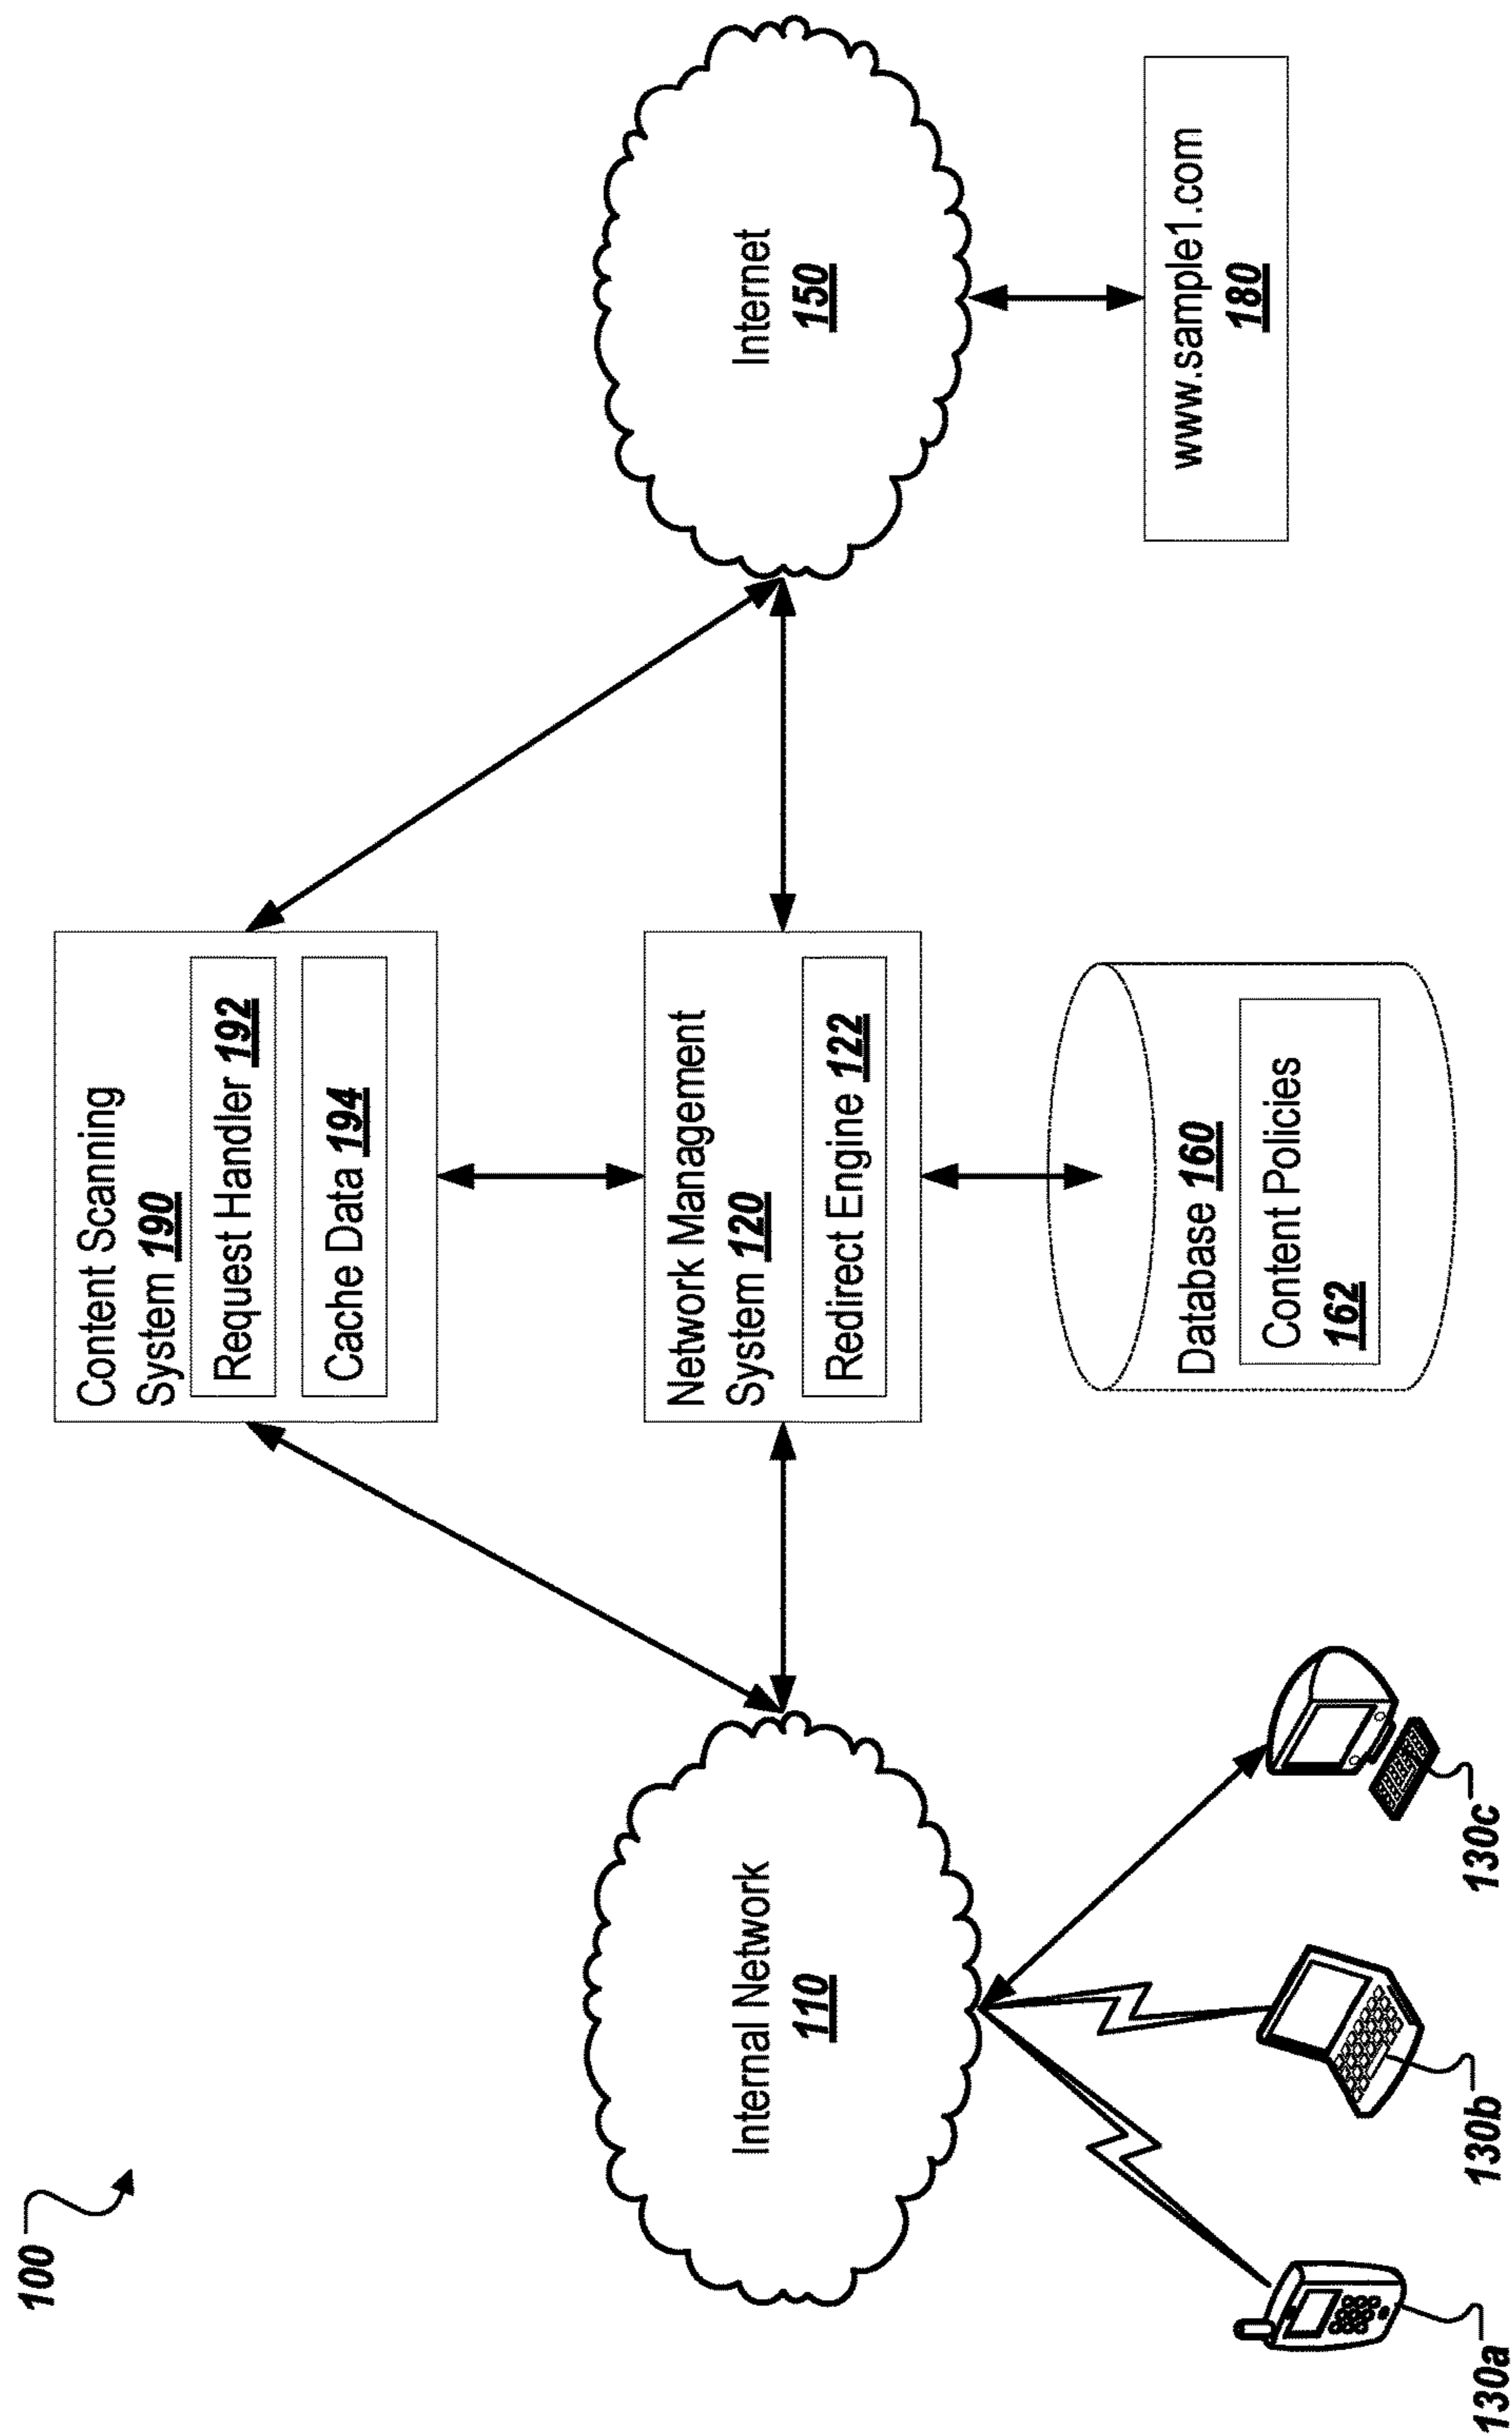 100
Content Scanning
System 190
Request Handler 192
Cache Data 194
Internal Network
110
Network Management
System 120
Redirect Engine 122
Internet
150
Database 160
Content Policies
162
www.sample1.com
180
130a
130b
130c